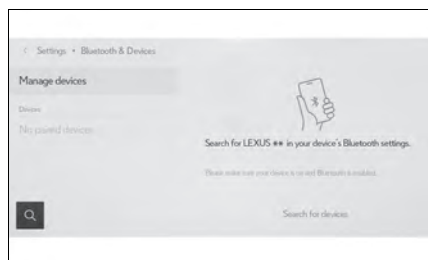 Settings • Bluetooth & Devices
Manage devices
Devices
No paired devices
Search for LEXUS ** in your device's Bluetooth settings.
Please make sure your device is on and Bluetooth is enabled.
Search for devices